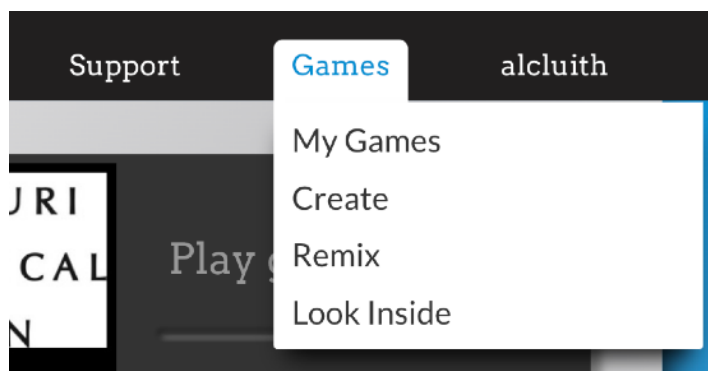 Support Games alcluith
My Games
Create
Remix
Look Inside
URI
CAL
N
Play